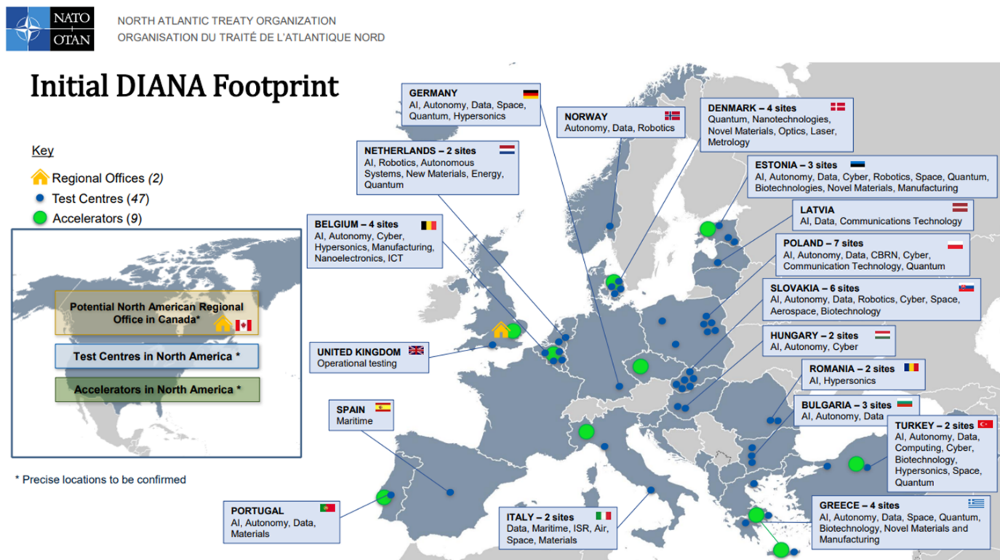 NATO
+
OTAN
NORTH ATLANTIC TREATY ORGANIZATION
ORGANISATION DU TRAITÉ DE L'ATLANTIQUE NORD
Initial DIANA Footprint
Key
Regional Offices (2)
Test Centres (47)
Accelerators (9)
Potential North American Regional
Office in Canada*
Test Centres in North America *
Accelerators in North America *
* Precise locations to be confirmed
GERMANY
AI, Autonomy, Data, Space,
Quantum, Hypersonics
NORWAY
Autonomy, Data, Robotics
DENMARK – 4 sites
Quantum, Nanotechnologies,
Novel Materials, Optics, Laser,
Metrology
NETHERLANDS – 2 sites
AI, Robotics, Autonomous
Systems, New Materials, Energy,
Quantum
ESTONIA – 3 sites
AI, Autonomy, Data, Cyber, Robotics, Space, Quantum,
Biotechnologies, Novel Materials, Manufacturing
LATVIA
AI, Data, Communications Technology
BELGIUM – 4 sites
AI, Autonomy, Cyber,
Hypersonics, Manufacturing,
Nanoelectronics, ICT
POLAND – 7 sites
AI, Autonomy, Data, CBRN, Cyber,
Communication Technology, Quantum
SLOVAKIA – 6 sites
AI, Autonomy, Data, Robotics, Cyber, Space,
Aerospace, Biotechnology
HUNGARY – 2 sites
AI, Autonomy, Cyber
UNITED KINGDOM
Operational testing
ROMANIA – 2 sites
AI, Hypersonics
BULGARIA – 3 sites
AI, Autonomy, Data
SPAIN
Maritime
TURKEY – 2 sites
AI, Autonomy, Data,
Computing, Cyber,
Biotechnology,
Hypersonics, Space,
Quantum
PORTUGAL
AI, Autonomy, Data,
Materials
ITALY – 2 sites
Data, Maritime, ISR, Air,
Space, Materials
GREECE – 4 sites
AI, Autonomy, Data, Space, Quantum,
Biotechnology, Novel Materials and
Manufacturing